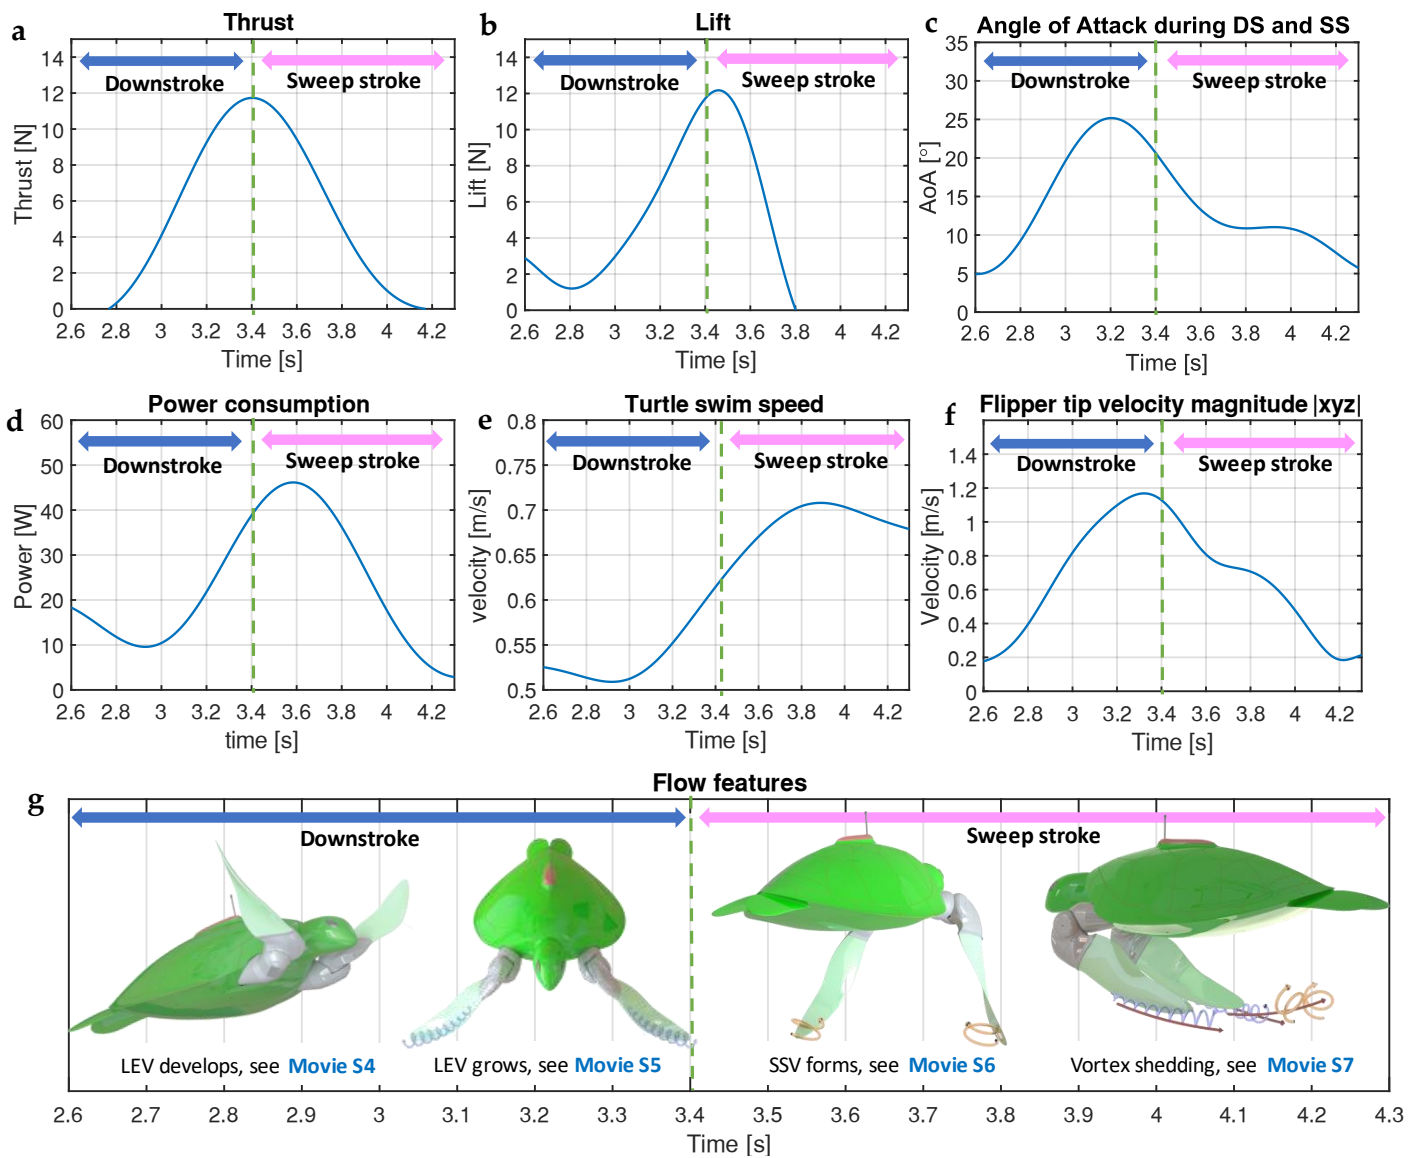 a
Thrust
14
12
10
8
6
4
2
0
Thrust [N]
Downstroke
Sweep stroke
2.6 2.8 3 3.2 3.4 3.6 3.8 4 4.2
Time [s]
b
Lift
14
12
10
8
6
4
2
0
Lift [N]
Downstroke
Sweep stroke
2.6 2.8 3 3.2 3.4 3.6 3.8 4 4.2
Time [s]
c
Angle of Attack during DS and SS
35
30
25
20
15
10
5
0
AoA [°]
Downstroke
Sweep stroke
2.6 2.8 3 3.2 3.4 3.6 3.8 4 4.2
Time [s]
d
Power consumption
60
50
40
30
20
10
0
Power [W]
Downstroke
Sweep stroke
2.6 2.8 3 3.2 3.4 3.6 3.8 4 4.2
time [s]
e
Turtle swim speed
0.8
0.75
0.7
0.65
0.6
0.55
0.5
velocity [m/s]
Downstroke
Sweep stroke
2.6 2.8 3 3.2 3.4 3.6 3.8 4 4.2
Time [s]
f
Flipper tip velocity magnitude |xyz|
1.4
1.2
1
0.8
0.6
0.4
0.2
0
Velocity [m/s]
Downstroke
Sweep stroke
2.6 2.8 3 3.2 3.4 3.6 3.8 4 4.2
Time [s]
g
Flow features
Downstroke
Sweep stroke
LEV develops, see Movie S4
LEV grows, see Movie S5
SSV forms, see Movie S6
Vortex shedding, see Movie S7
2.6 2.7 2.8 2.9 3 3.1 3.2 3.3 3.4 3.5 3.6 3.7 3.8 3.9 4 4.1 4.2 4.3
Time [s]